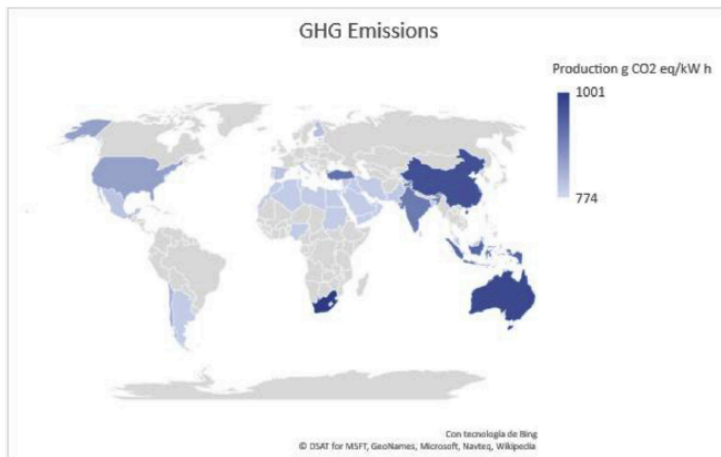 GHG Emissions
Production g CO2 eq/kW h
1001
774
Con tecnología de Bing
© DSAT for MSFT, GeoNames, Microsoft, Navteq, Wikipedia